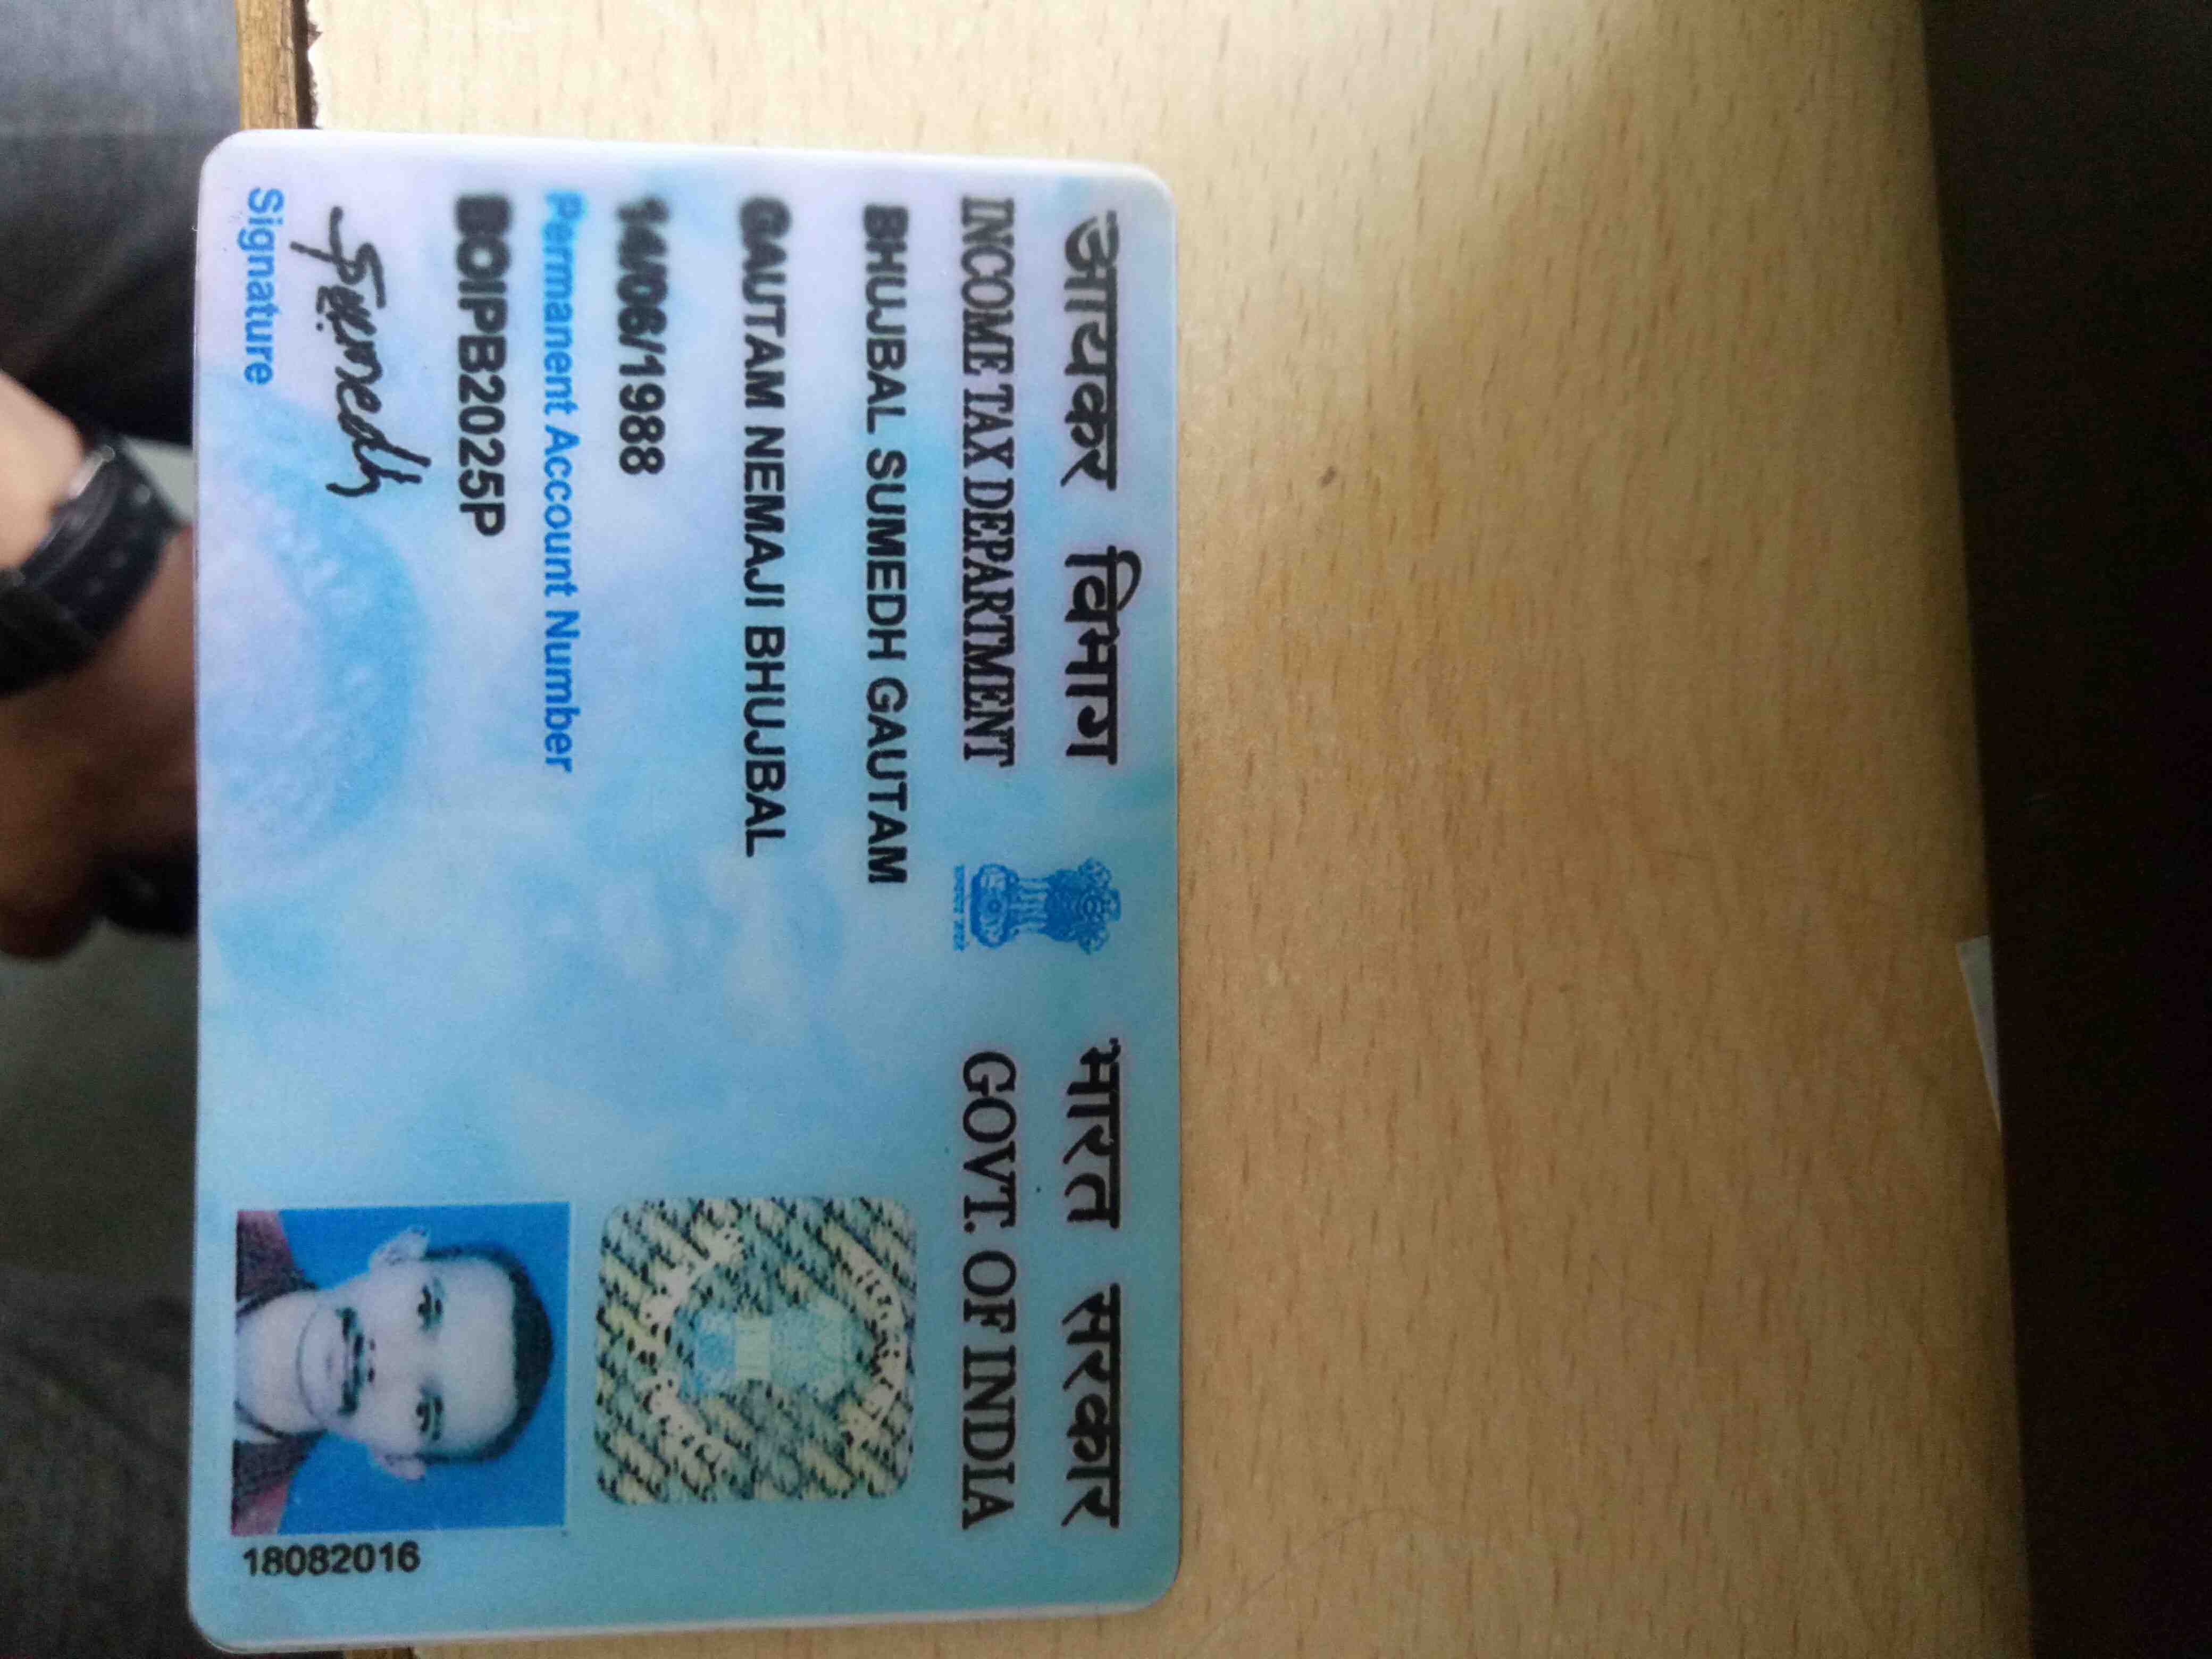 आयकर विभाग
INCOME TAX DEPARTMENT
भारत सरकार
GOVT. OF INDIA
BHUJBAL SUMEDH GAUTAM
GAUTAM NEMAJI BHUJBAL
14/06/1988
Permanent Account Number
BOIPB2025P
Sumedh
Signature
18082016